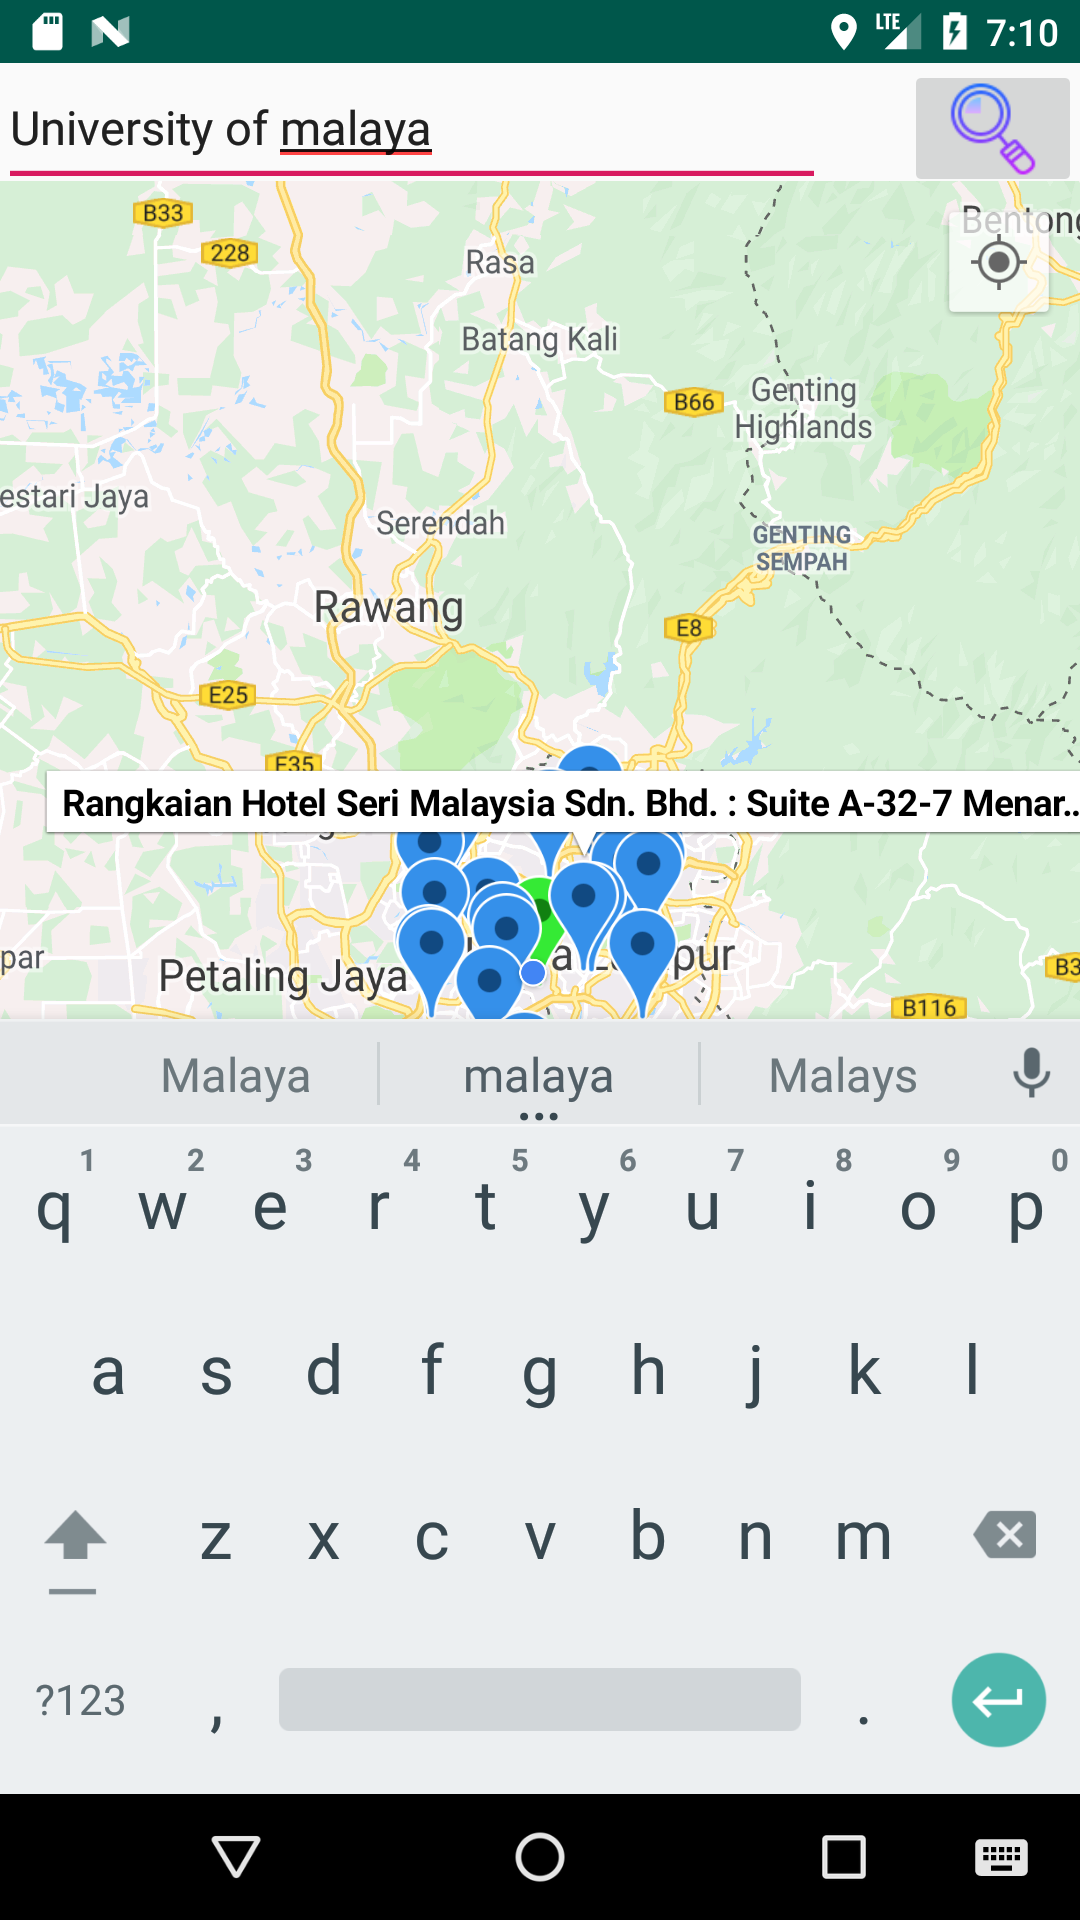 LTE 7:10
University of malaya
B33
228
Bentong
Rasa
Batang Kali
B66
Genting
Highlands
estari Jaya
Serendah
GENTING
SEMPAH
Rawang
E8
E25
E35
Rangkaian Hotel Seri Malaysia Sdn. Bhd. : Suite A-32-7 Menar...
par
Petaling Jaya
pur
B3
B116
Malaya malaya Malays
1 2 3 4 5 6 7 8 9 0
q w e r t y u i o p
a s d f g h j k l
z x c v b n m
?123 , .